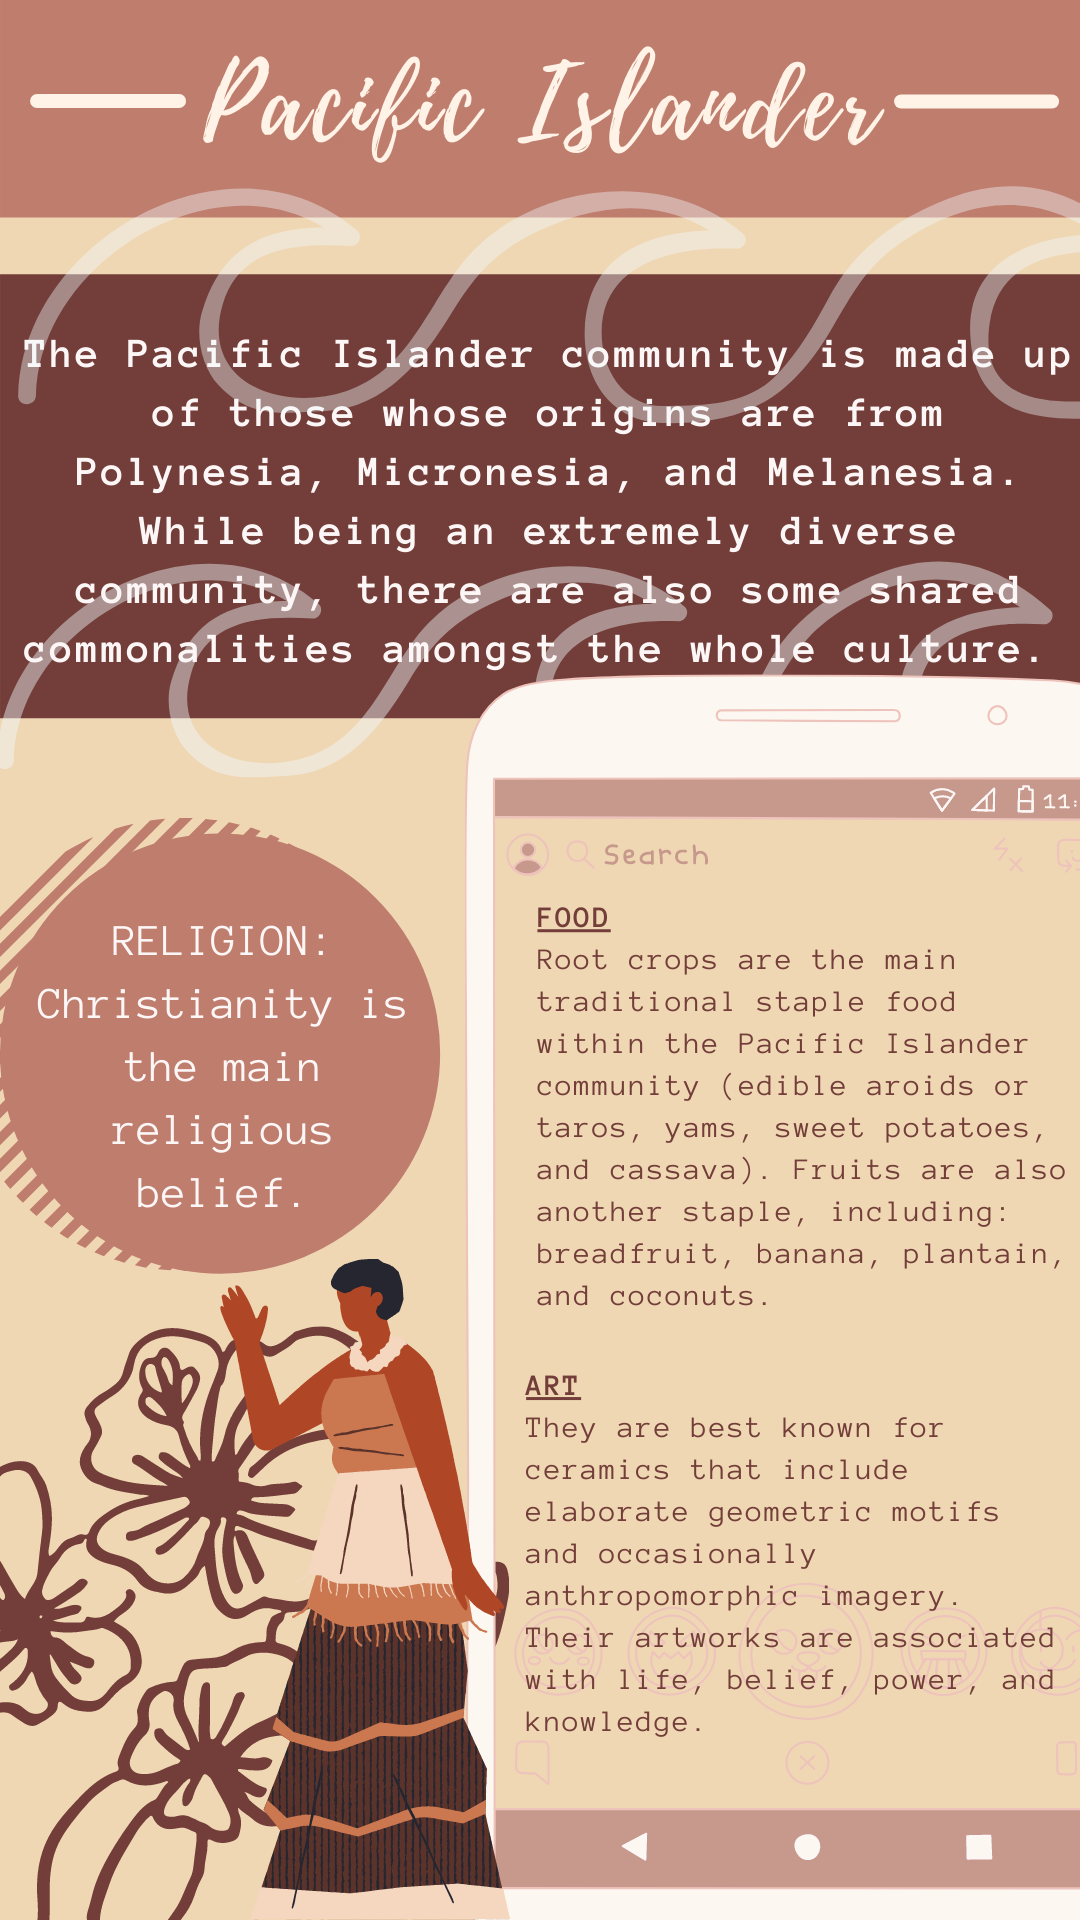 Pacific Islander
The Pacific Islander community is made up
of those whose origins are from
Polynesia, Micronesia, and Melanesia.
While being an extremely diverse
community, there are also some shared
commonalities amongst the whole culture.
11:
Search
RELIGION:
Christianity is
the main
religious
belief.
FOOD
Root crops are the main
traditional staple food
within the Pacific Islander
community (edible aroids or
taros, yams, sweet potatoes,
and cassava). Fruits are also
another staple, including:
breadfruit, banana, plantain,
and coconuts.
ART
They are best known for
ceramics that include
elaborate geometric motifs
and occasionally
anthropomorphic imagery.
Their artworks are associated
with life, belief, power, and
knowledge.